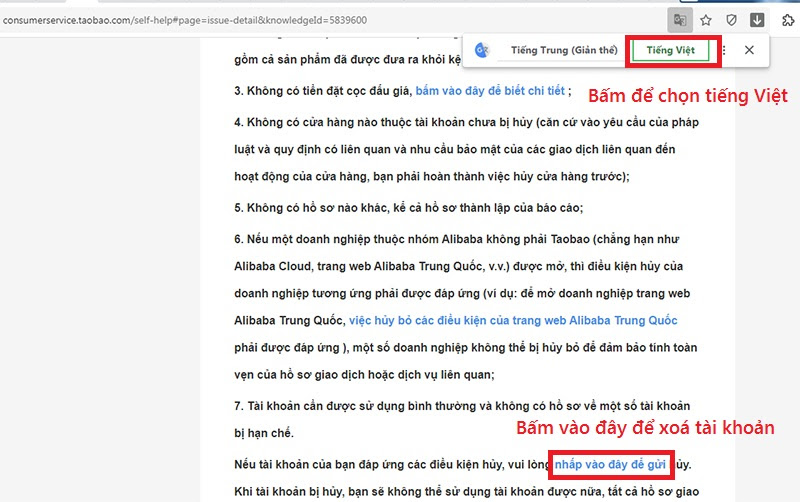 consumerservice.taobao.com/self-help#page=issue-detail&knowledgeId=5839600
Tiếng Trung (Giản thể) Tiếng Việt
gồm cả sản phẩm đã được đưa ra khỏi kệ
Bấm để chọn tiếng Việt
3. Không có tiền đặt cọc đấu giá, bấm vào đây để biết chi tiết ;
4. Không có cửa hàng nào thuộc tài khoản chưa bị hủy (căn cứ vào yêu cầu của pháp
luật và quy định có liên quan và nhu cầu bảo mật của các giao dịch liên quan đến
hoạt động của cửa hàng, bạn phải hoàn thành việc hủy cửa hàng trước);
5. Không có hồ sơ nào khác, kể cả hồ sơ thành lập của báo cáo;
6. Nếu một doanh nghiệp thuộc nhóm Alibaba không phải Taobao (chẳng hạn như
Alibaba Cloud, trang web Alibaba Trung Quốc, v.v.) được mở, thì điều kiện hủy của
doanh nghiệp tương ứng phải được đáp ứng (ví dụ: để mở doanh nghiệp trang web
Alibaba Trung Quốc, việc hủy bỏ các điều kiện của trang web Alibaba Trung Quốc
phải được đáp ứng ), một số doanh nghiệp không thể bị hủy bỏ để đảm bảo tính toàn
vẹn của hồ sơ giao dịch hoặc dịch vụ liên quan;
7. Tài khoản cần được sử dụng bình thường và không có hồ sơ về một số tài khoản
bị hạn chế.
Bấm vào đây để xoá tài khoản
Nếu tài khoản của bạn đáp ứng các điều kiện hủy, vui lòng nhấp vào đây để gửi hủy.
Khi tài khoản bị hủy, bạn sẽ không thể sử dụng tài khoản được nữa, tất cả hồ sơ giao